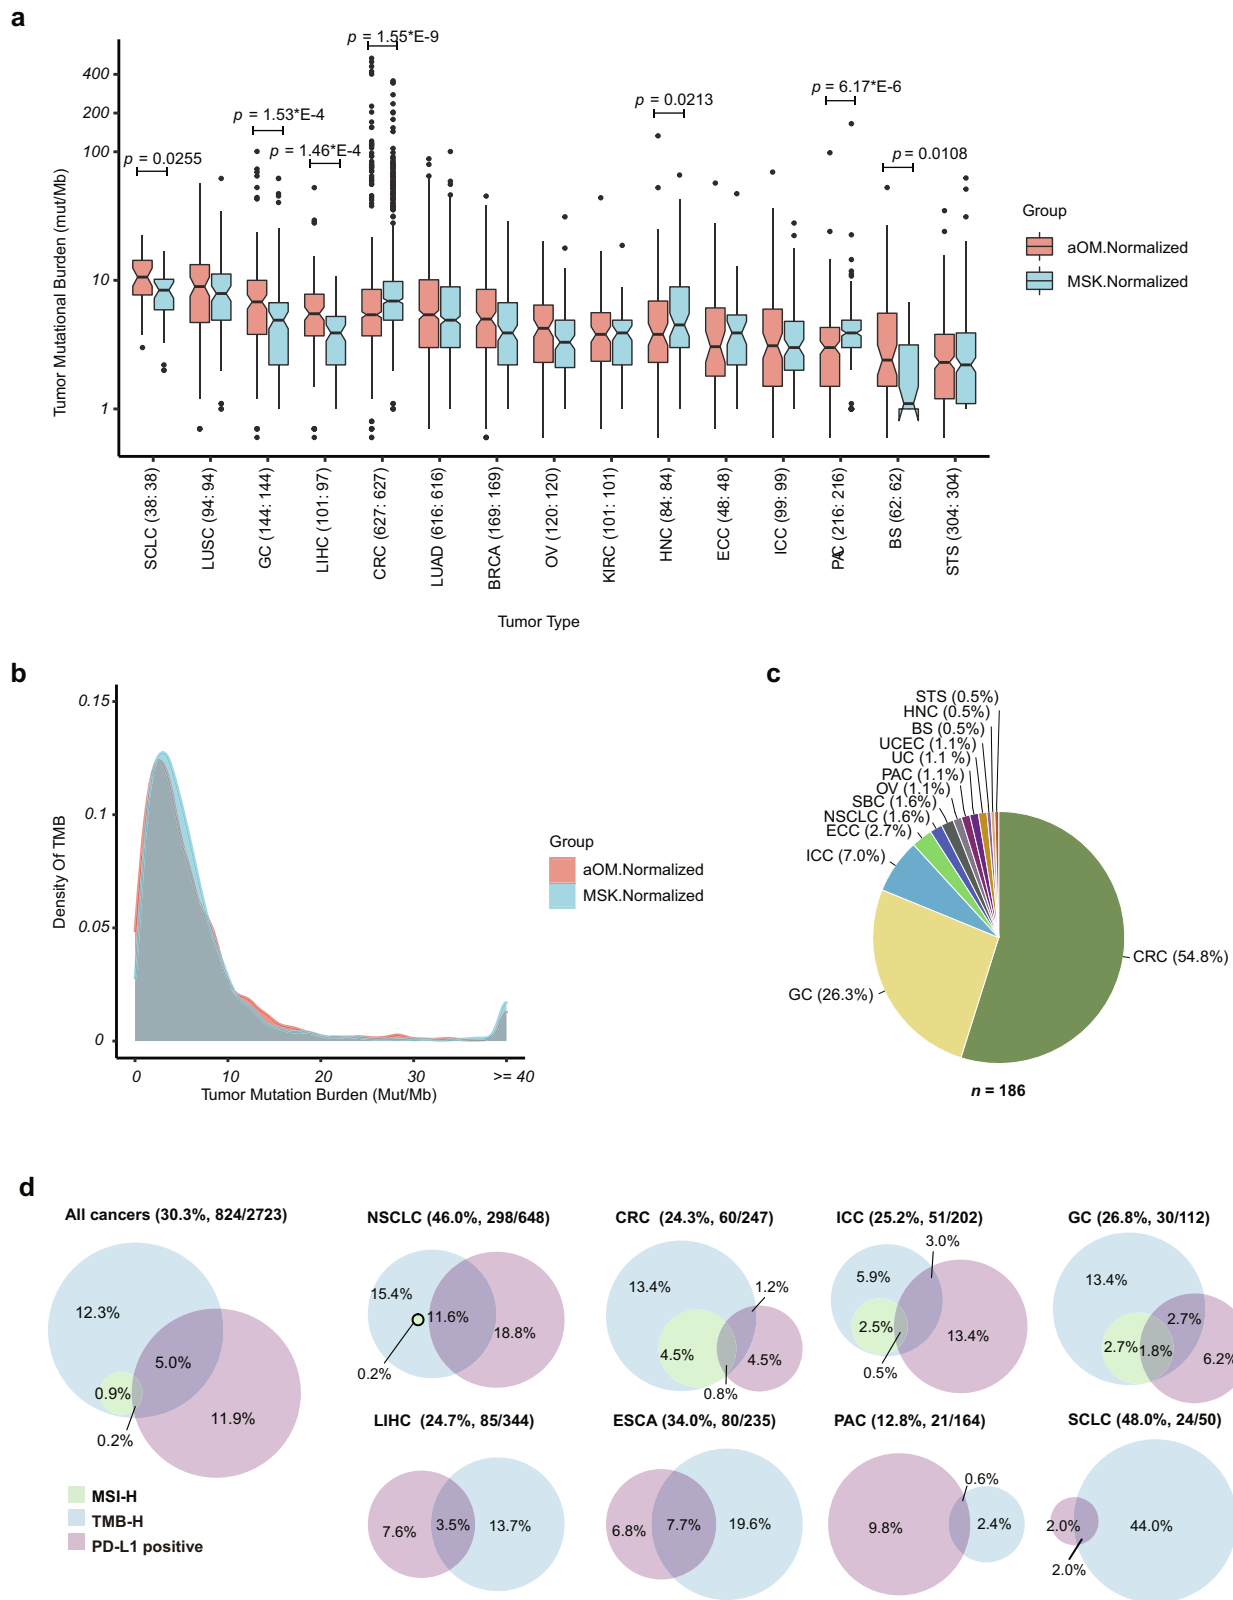 a
p = 1.55*E-9
400
p = 6.17*E-6
p = 0.0213
200
p = 1.53*E-4
100
p = 1.46*E-4
p = 0.0108
p = 0.0255
10
1
Tumor Mutational Burden (mut/Mb)
Group
aOM.Normalized
MSK.Normalized
SCLC (38: 38)
LUSC (94: 94)
GC (144: 144)
LIHC (101: 97)
CRC (627: 627)
LUAD (616: 616)
BRCA (169: 169)
OV (120: 120)
KIRC (101: 101)
HNC (84: 84)
ECC (48: 48)
ICC (99: 99)
PAC (216: 216)
BS (62: 62)
STS (304: 304)
Tumor Type
b
0.15
0.1
0.05
0
Density Of TMB
0 10 20 30 >= 40
Tumor Mutation Burden (Mut/Mb)
Group
aOM.Normalized
MSK.Normalized
c
STS (0.5%)
HNC (0.5%)
BS (0.5%)
UCEC (1.1%)
UC (1.1 %)
PAC (1.1%)
OV (1.1%)
SBC (1.6%)
NSCLC (1.6%)
ECC (2.7%)
ICC (7.0%)
CRC (54.8%)
GC (26.3%)
n = 186
d
All cancers (30.3%, 824/2723)
12.3%
5.0%
0.9%
11.9%
0.2%
MSI-H
TMB-H
PD-L1 positive
NSCLC (46.0%, 298/648)
15.4%
11.6%
18.8%
0.2%
CRC (24.3%, 60/247)
13.4%
1.2%
4.5%
4.5%
0.8%
ICC (25.2%, 51/202)
3.0%
5.9%
2.5%
13.4%
0.5%
GC (26.8%, 30/112)
13.4%
2.7%
2.7%
1.8%
6.2%
LIHC (24.7%, 85/344)
7.6%
3.5%
13.7%
ESCA (34.0%, 80/235)
6.8%
7.7%
19.6%
PAC (12.8%, 21/164)
0.6%
9.8%
2.4%
SCLC (48.0%, 24/50)
2.0%
44.0%
2.0%